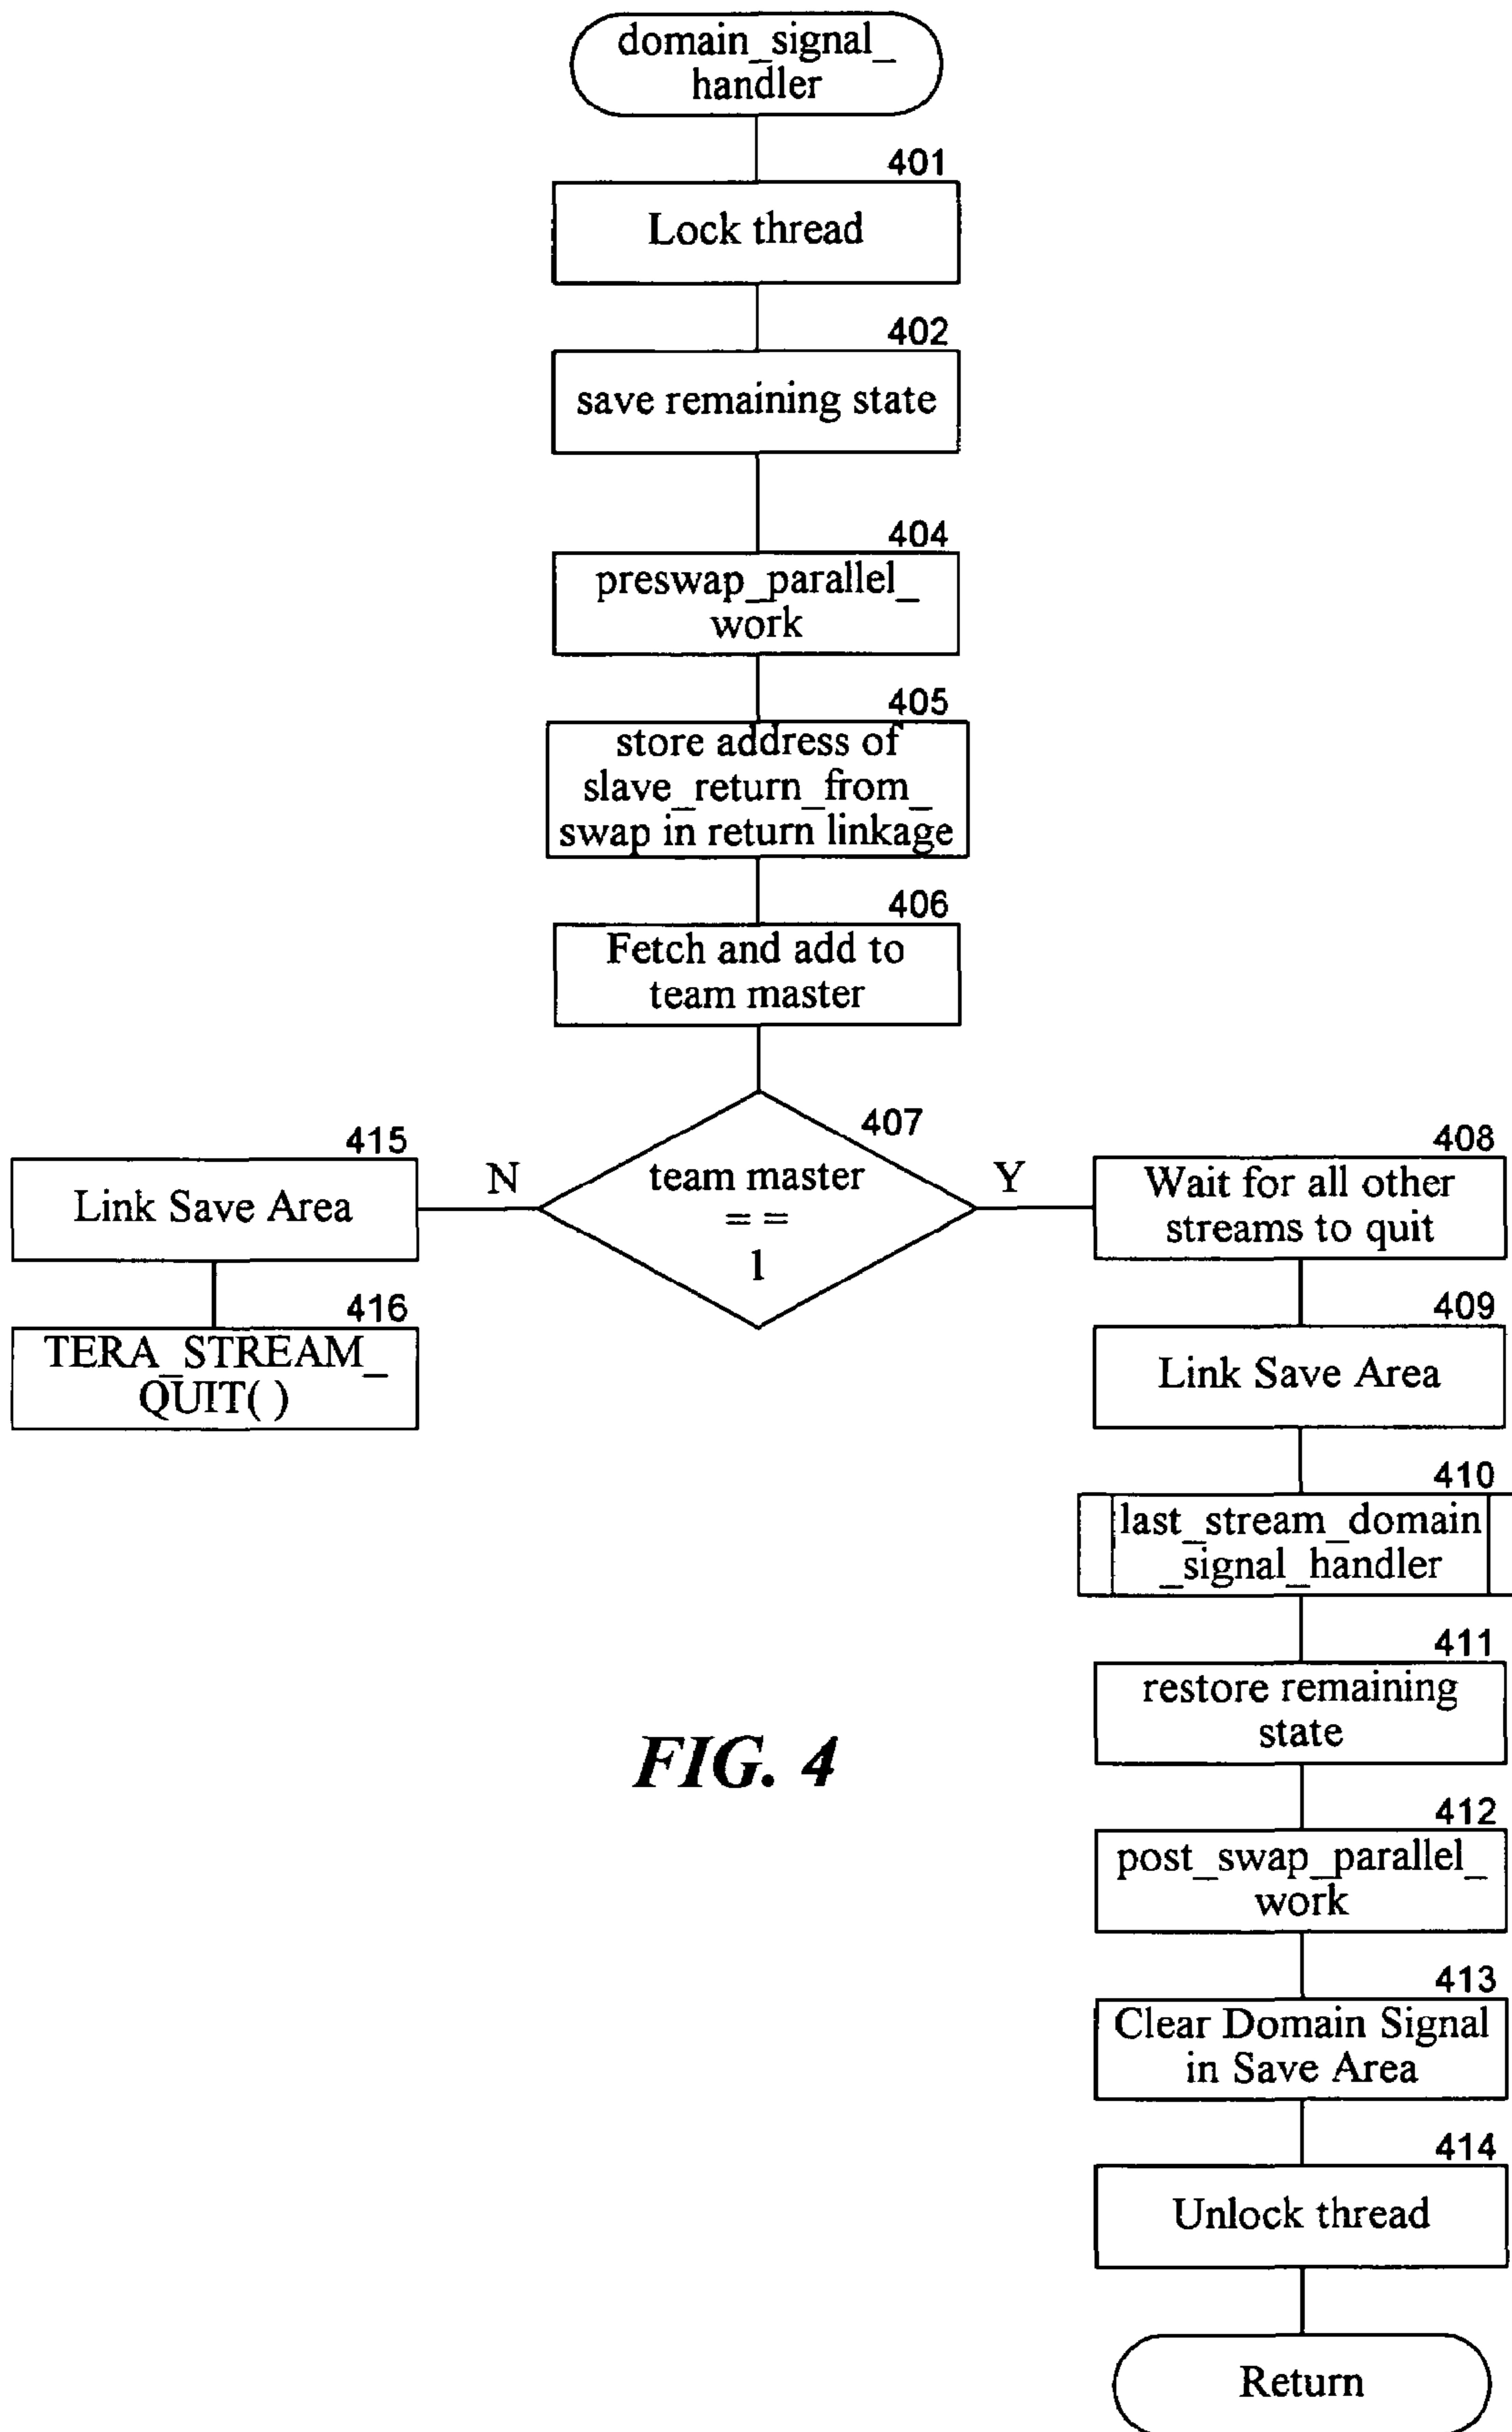 domain_signal_
handler
401
Lock thread
402
save remaining state
404
preswap_parallel_
work
405
store address of
slave_return_from_
swap in return linkage
406
Fetch and add to
team master
407
team master
= =
1
N
Y
415
Link Save Area
416
TERA_STREAM_
QUIT( )
408
Wait for all other
streams to quit
409
Link Save Area
410
last_stream_domain
_signal_handler
411
restore remaining
state
412
post_swap_parallel_
work
413
Clear Domain Signal
in Save Area
414
Unlock thread
Return
FIG. 4